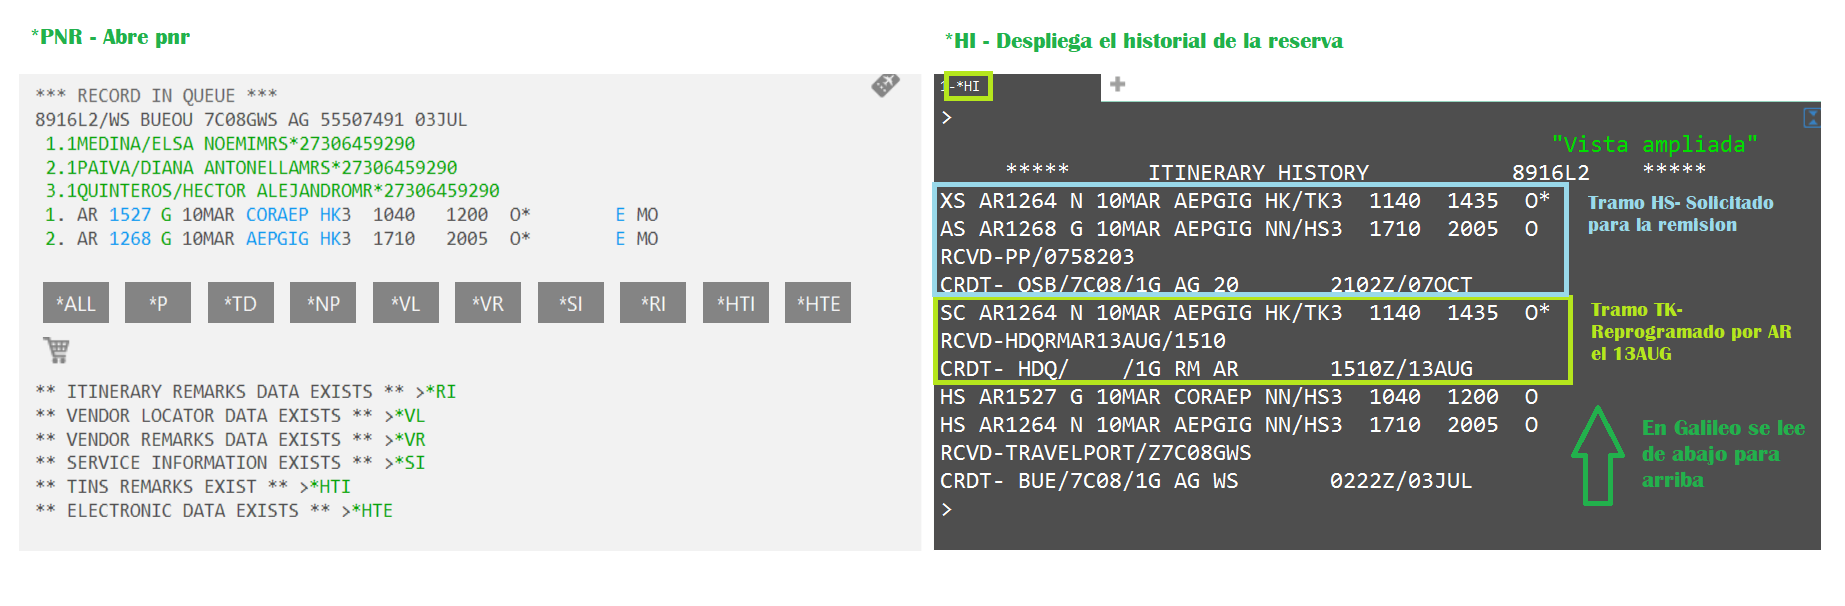 *PNR - Abre pnr
*** RECORD IN QUEUE ***
8916L2/WS BUEOU 7C08GWS AG 55507491 03JUL
1.1MEDINA/ELSA NOEMIMRS*27306459290
2.1PAIVA/DIANA ANTONELLAMRS*27306459290
3.1QUINTEROS/HECTOR ALEJANDROMR*27306459290
1. AR 1527 G 10MAR CORAEP HK3 1040 1200 O* E MO
2. AR 1268 G 10MAR AEPGIG HK3 1710 2005 O* E MO
*ALL *P *TD *NP *VL *VR *SI *RI *HTI *HTE
** ITINERARY REMARKS DATA EXISTS ** >*RI
** VENDOR LOCATOR DATA EXISTS ** >*VL
** VENDOR REMARKS DATA EXISTS ** >*VR
** SERVICE INFORMATION EXISTS ** >*SI
** TINS REMARKS EXIST ** >*HTI
** ELECTRONIC DATA EXISTS ** >*HTE
*HI - Despliega el historial de la reserva
1-*HI
>
"Vista ampliada"
***** ITINERARY HISTORY 8916L2 *****
XS AR1264 N 10MAR AEPGIG HK/TK3 1140 1435 O*
AS AR1268 G 10MAR AEPGIG NN/HS3 1710 2005 O
RCVD-PP/0758203
CRDT- QSB/7C08/1G AG 20 2102Z/07OCT
Tramo HS- Solicitado
para la remision
SC AR1264 N 10MAR AEPGIG HK/TK3 1140 1435 O*
RCVD-HDQRMAR13AUG/1510
CRDT- HDQ/ /1G RM AR 1510Z/13AUG
Tramo TK-
Reprogramado por AR
el 13AUG
HS AR1527 G 10MAR CORAEP NN/HS3 1040 1200 O
HS AR1264 N 10MAR AEPGIG NN/HS3 1710 2005 O
RCVD-TRAVELPORT/Z7C08GWS
CRDT- BUE/7C08/1G AG WS 0222Z/03JUL
>
En Galileo se lee
de abajo para
arriba